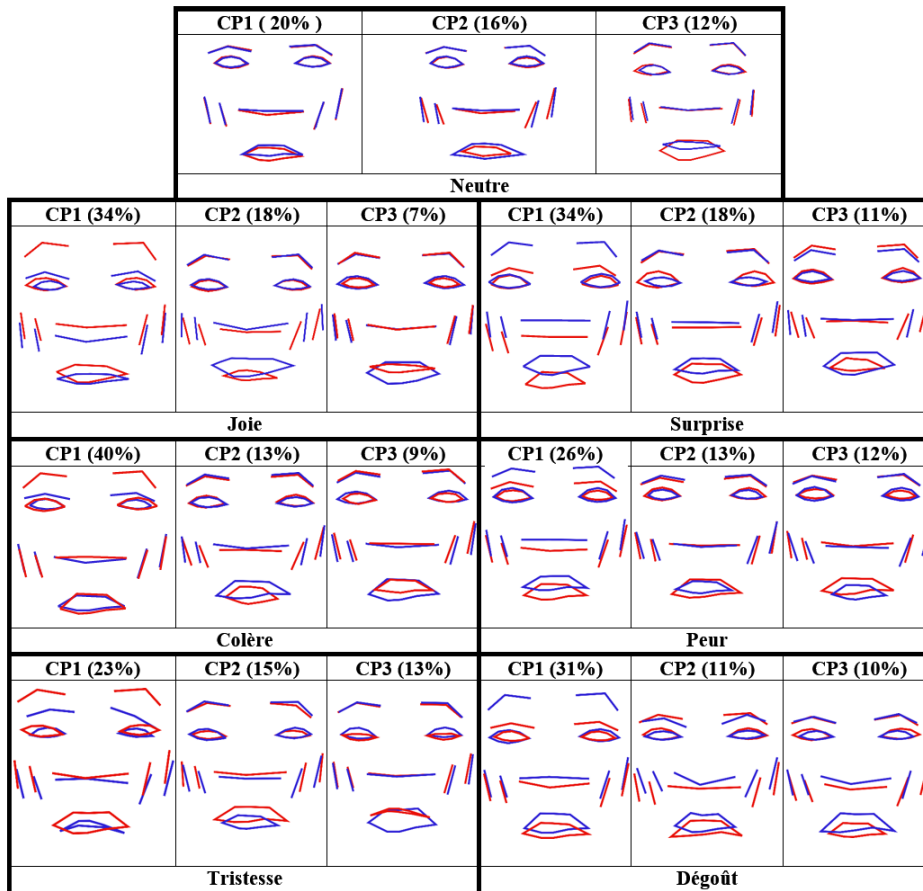 CP1 ( 20% ) CP2 (16%) CP3 (12%)
Neutre
CP1 (34%) CP2 (18%) CP3 (7%) CP1 (34%) CP2 (18%) CP3 (11%)
Joie Surprise
CP1 (40%) CP2 (13%) CP3 (9%) CP1 (26%) CP2 (13%) CP3 (12%)
Colère Peur
CP1 (23%) CP2 (15%) CP3 (13%) CP1 (31%) CP2 (11%) CP3 (10%)
Tristesse Dégoût